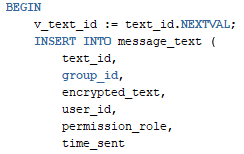 BEGIN
v_text_id := text_id.NEXTVAL;
INSERT INTO message_text (
text_id,
group_id,
encrypted_text,
user_id,
permission_role,
time_sent